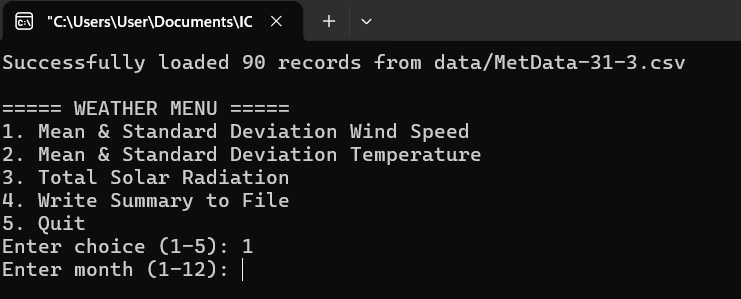 "C:\Users\User\Documents\IC
Successfully loaded 90 records from data/MetData-31-3.csv
===== WEATHER MENU =====
1. Mean & Standard Deviation Wind Speed
2. Mean & Standard Deviation Temperature
3. Total Solar Radiation
4. Write Summary to File
5. Quit
Enter choice (1-5): 1
Enter month (1-12):